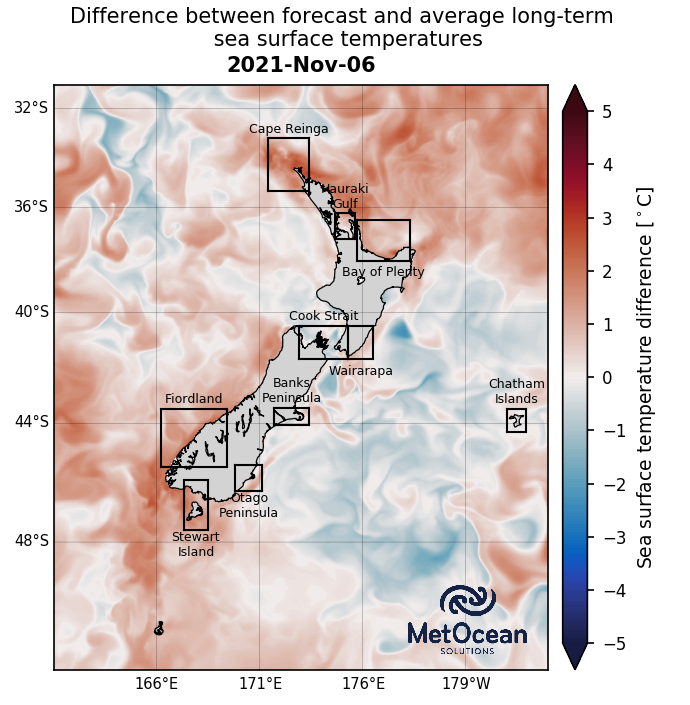 Difference between forecast and average long-term
sea surface temperatures
2021-Nov-06
32°S
36°S
40°S
44°S
48°S
166°E
171°E
176°E
179°W
Cape Reinga
Hauraki
Gulf
Bay of Plenty
Cook Strait
Wairarapa
Banks
Peninsula
Chatham
Islands
Fiordland
Otago
Peninsula
Stewart
Island
MetOcean
SOLUTIONS
5
4
3
2
1
0
−1
−2
−3
−4
−5
Sea surface temperature difference [°C]